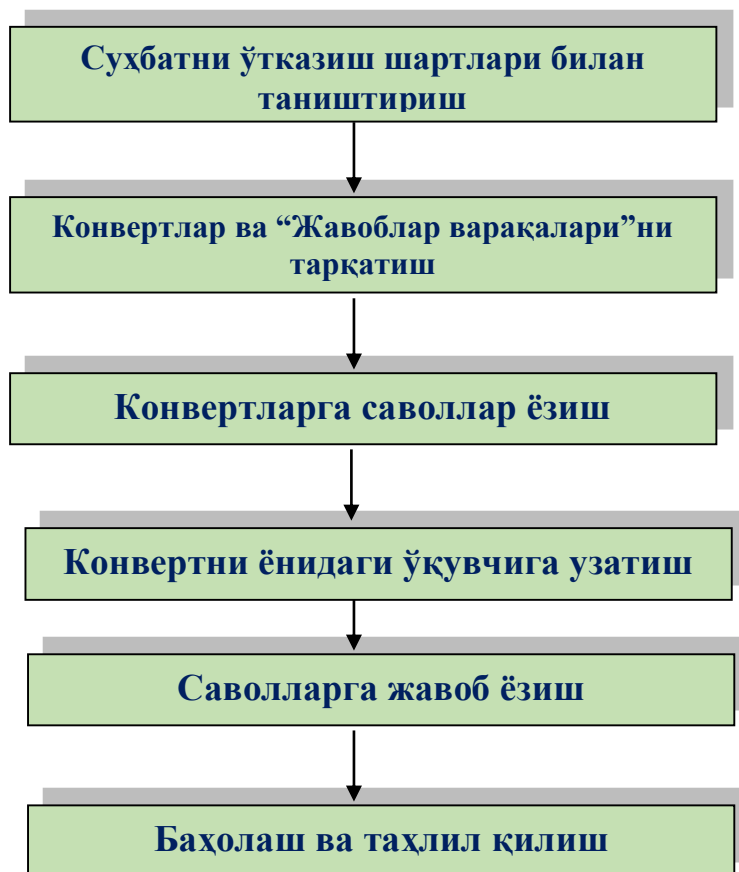 Суҳбатни ўтказиш шартлари билан
таништириш
Конвертлар ва “Жавоблар варақалари”ни
тарқатиш
Конвертларга саволлар ёзиш
Конвертни ёнидаги ўқувчига узатиш
Саволларга жавоб ёзиш
Баҳолаш ва таҳлил қилиш